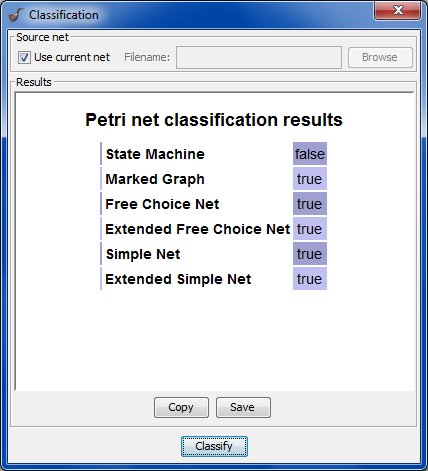 Classification
Source net
Use current net Filename: Browse
Results
Petri net classification results
State Machine false
Marked Graph true
Free Choice Net true
Extended Free Choice Net true
Simple Net true
Extended Simple Net true
Copy Save
Classify